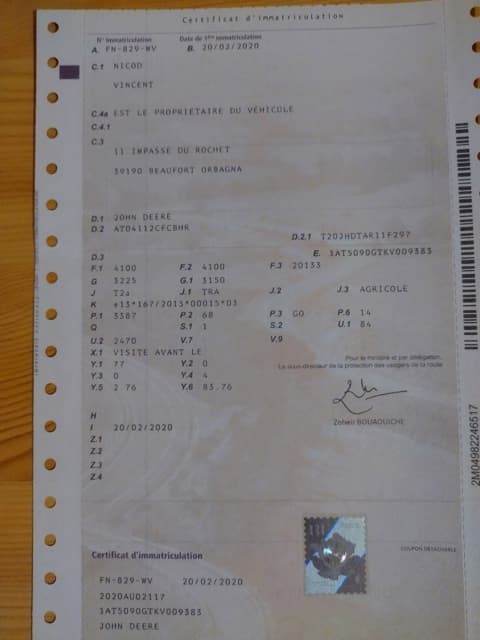 Certificat d'immatriculation
N° Immatriculation Date de 1ère immatriculation
A. FN-829-WV B. 20/02/2020
C.1 NICOD
VINCENT
C.4a EST LE PROPRIETAIRE DU VÉHICULE
C.4.1
C.3
11 IMPASSE DU ROCHET
39190 BEAUFORT ORBAGNA
D.1 JOHN DEERE
D.2 AT04112CFCBHR D.2.1 T20JHDTAR11F297
D.3 E. 1AT5090GTKV009383
F.1 4100 F.2 4100 F.3 20133
G 3225 G.1 3150
J T2a J.1 TRA J.2 J.3 AGRICOLE
K e13*167/2013*00015*03
P.1 3387 P.2 68 P.3 GO P.6 14
Q S.1 1 S.2 U.1 84
U.2 2470 V.7 V.9
X.1 VISITE AVANT LE
Y.1 77 Y.2 0
Y.3 0 Y.4 4
Y.5 2.76 Y.6 83.76
Pour le ministre et par délégation,
Le sous-directeur de la protection des usagers de la route
Zoheir BOUAOUICHE
H
I 20/02/2020
Z.1
Z.2
Z.3
Z.4
2M04982246517
COUPON DÉTACHABLE
Certificat d'immatriculation
FN-829-WV 20/02/2020
2020AU02117
1AT5090GTKV009383
JOHN DEERE